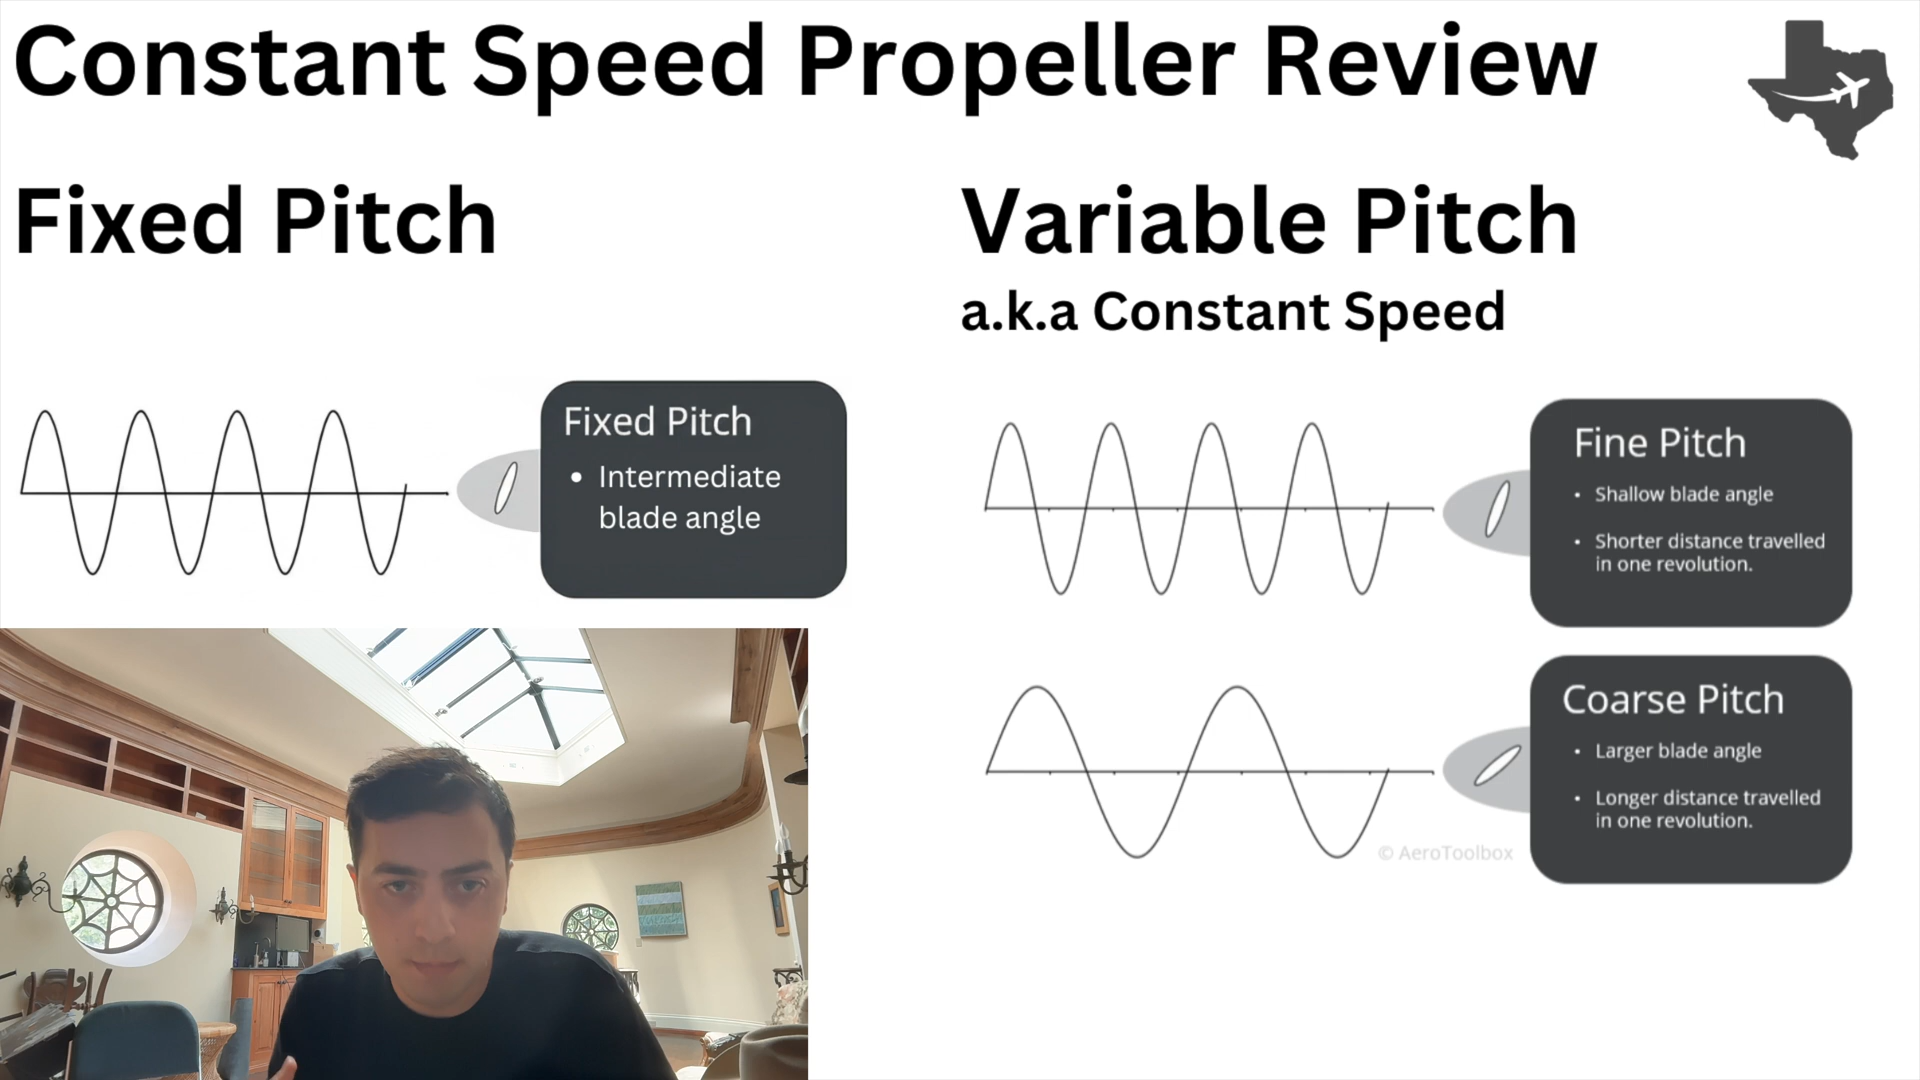 Constant Speed Propeller Review
Fixed Pitch
Fixed Pitch
• Intermediate
blade angle
Variable Pitch
a.k.a Constant Speed
Fine Pitch
• Shallow blade angle
• Shorter distance travelled
in one revolution.
Coarse Pitch
• Larger blade angle
• Longer distance travelled
in one revolution.
© AeroToolbox